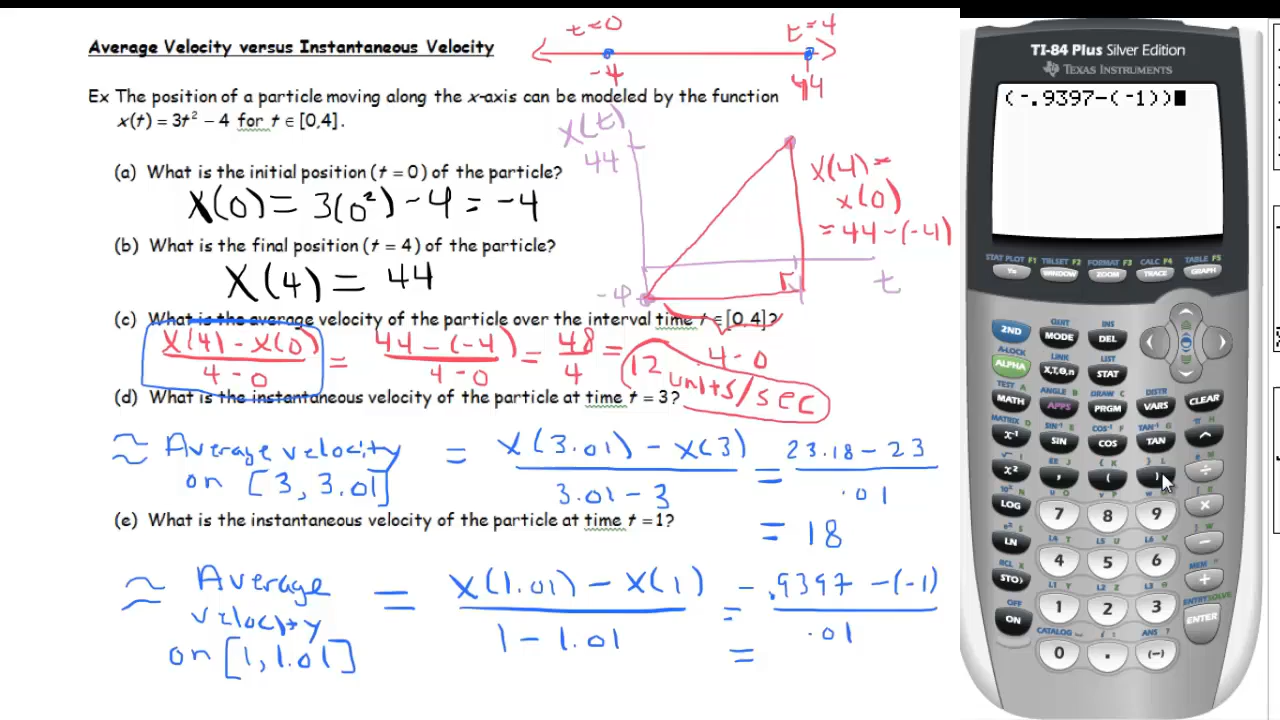 Average Velocity versus Instantaneous Velocity
t=0
t=4
-4
44
Ex The position of a particle moving along the x-axis can be modeled by the function
x(t) = 3t² – 4 for t ∈ [0,4].
x(t)
44
-4
t
x(4) -
x(0)
= 44-(-4)
4-0
(a) What is the initial position (t = 0) of the particle?
x(0) = 3(0²) - 4 = -4
(b) What is the final position (t = 4) of the particle?
x(4) = 44
(c) What is the average velocity of the particle over the interval time t ∈ [0,4]?
x(4) - x(0) / 4-0 = 44-(-4) / 4-0 = 48/4 = 12 units/sec
(d) What is the instantaneous velocity of the particle at time t = 3?
≈ Average velocity on [3, 3.01] = x(3.01) - x(3) / 3.01 - 3 = 23.18 - 23 / .01
= 18
(e) What is the instantaneous velocity of the particle at time t =1?
≈ Average velocity on [1, 1.01] = x(1.01) - x(1) / 1 - 1.01 = -.9397 - (-1) / .01
=
TI-84 Plus Silver Edition
TEXAS INSTRUMENTS
(-.9397-(-1))
STAT PLOT F1 TBLSET F2 FORMAT F3 CALC F4 TABLE F5
Y= WINDOW ZOOM TRACE GRAPH
QUIT INS
2ND MODE DEL
A-LOCK LINK LIST
ALPHA X,T,Θ,n STAT
TEST A ANGLE B DRAW C DISTR
MATH APPS PRGM VARS CLEAR
MATRIX D SIN⁻¹ E COS⁻¹ F TAN⁻¹ G π H
x⁻¹ SIN COS TAN ^
√ I EE J { K } L e M
x² , ( ) ÷
10ˣ N u O v P w Q [ R
LOG 7 8 9 ×
eˣ S L4 T L5 U L6 V ] W
LN 4 5 6 –
RCL X L1 Y L2 Z L3 θ MEM "
STO› 1 2 3 +
OFF CATALOG i : ANS ? ENTRY SOLVE
ON 0 . (–) ENTER